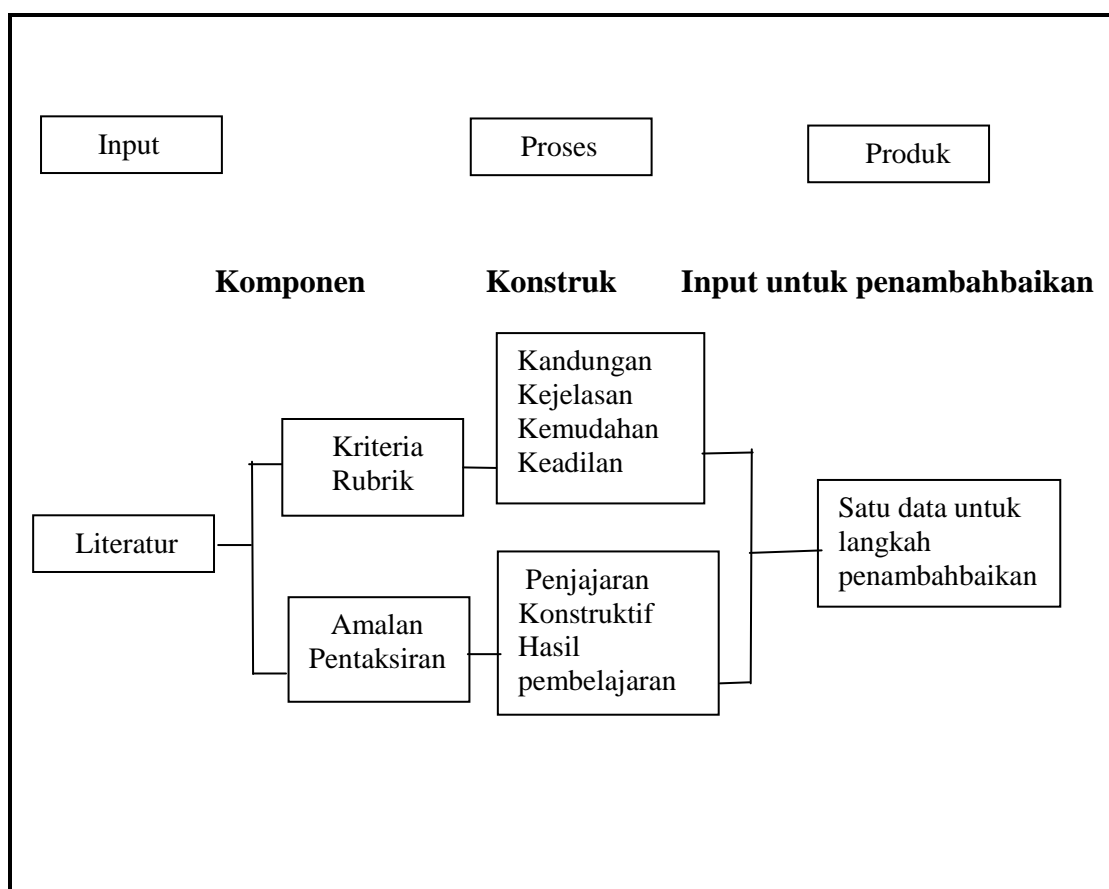 Input
Proses
Produk
Komponen
Konstruk
Input untuk penambahbaikan
Literatur
Kriteria
Rubrik
Amalan
Pentaksiran
Kandungan
Kejelasan
Kemudahan
Keadilan
Penjajaran
Konstruktif
Hasil
pembelajaran
Satu data untuk
langkah
penambahbaikan